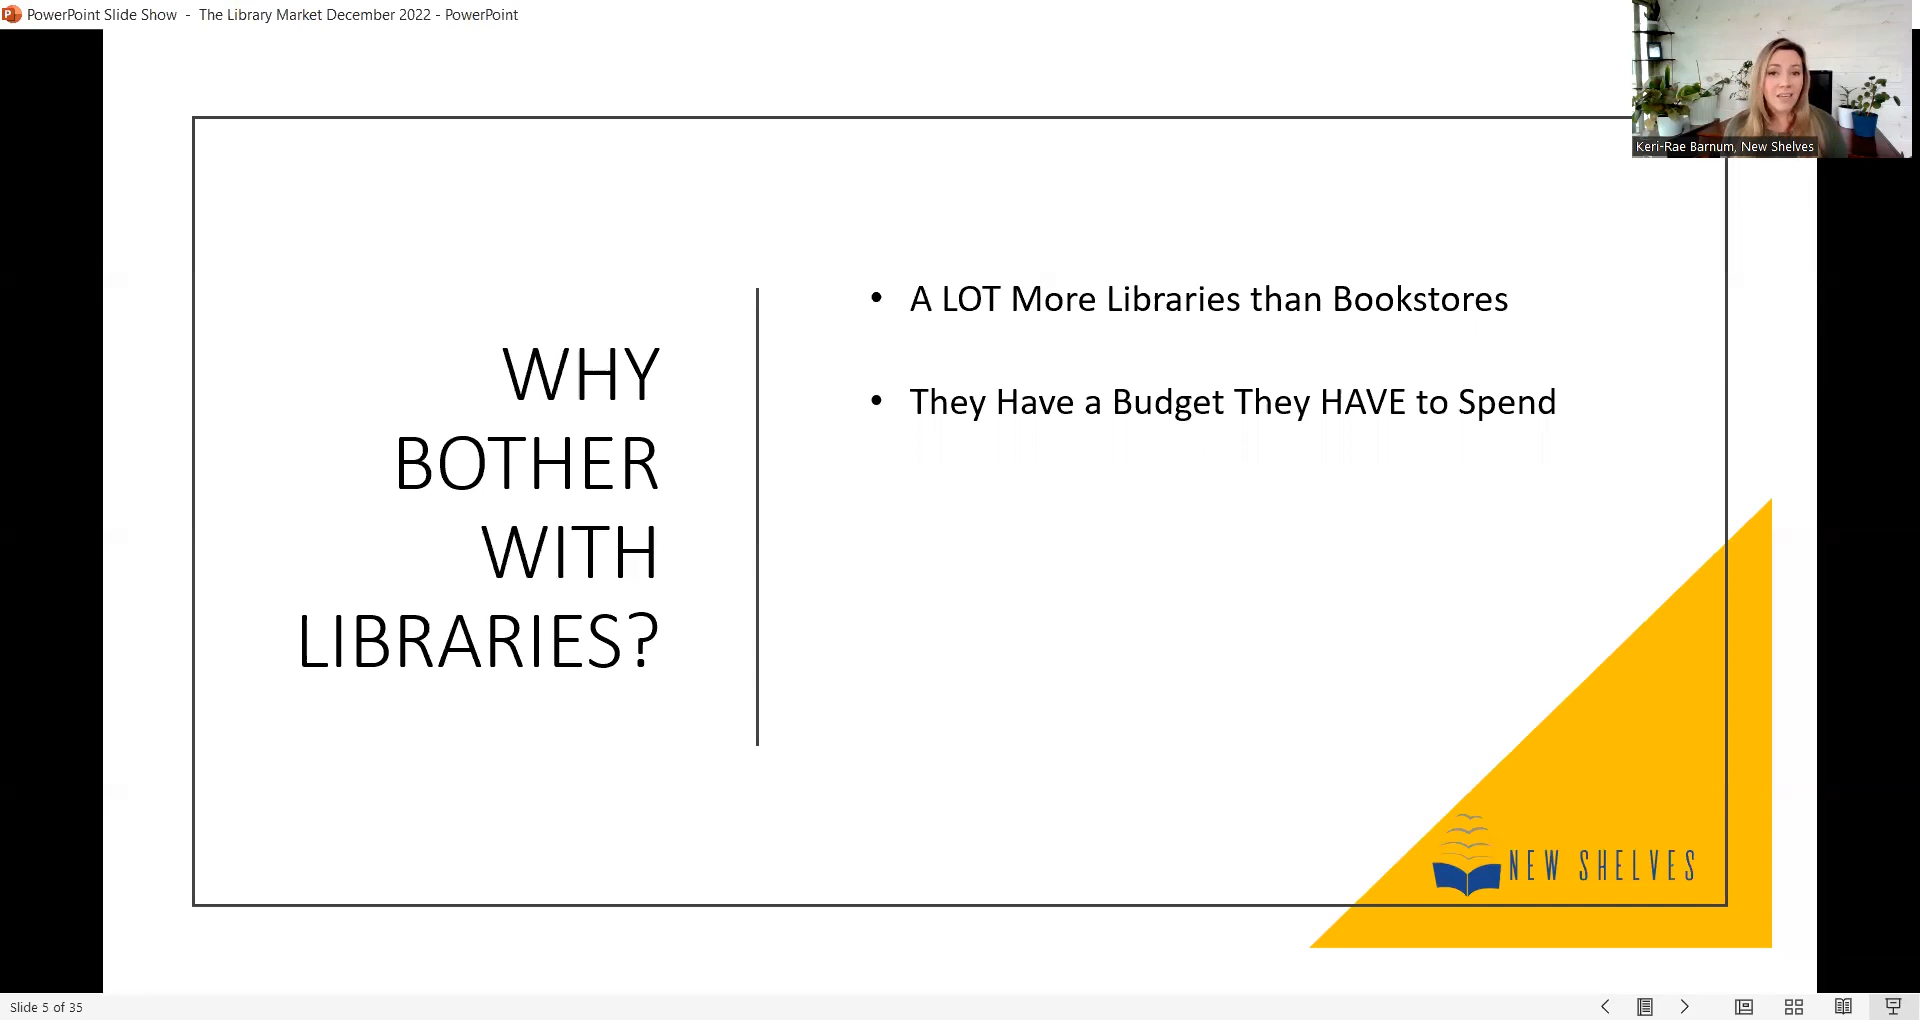 PowerPoint Slide Show - The Library Market December 2022 - PowerPoint
Keri-Rae Barnum, New Shelves
WHY
BOTHER
WITH
LIBRARIES?
• A LOT More Libraries than Bookstores
• They Have a Budget They HAVE to Spend
NEW SHELVES
Slide 5 of 35